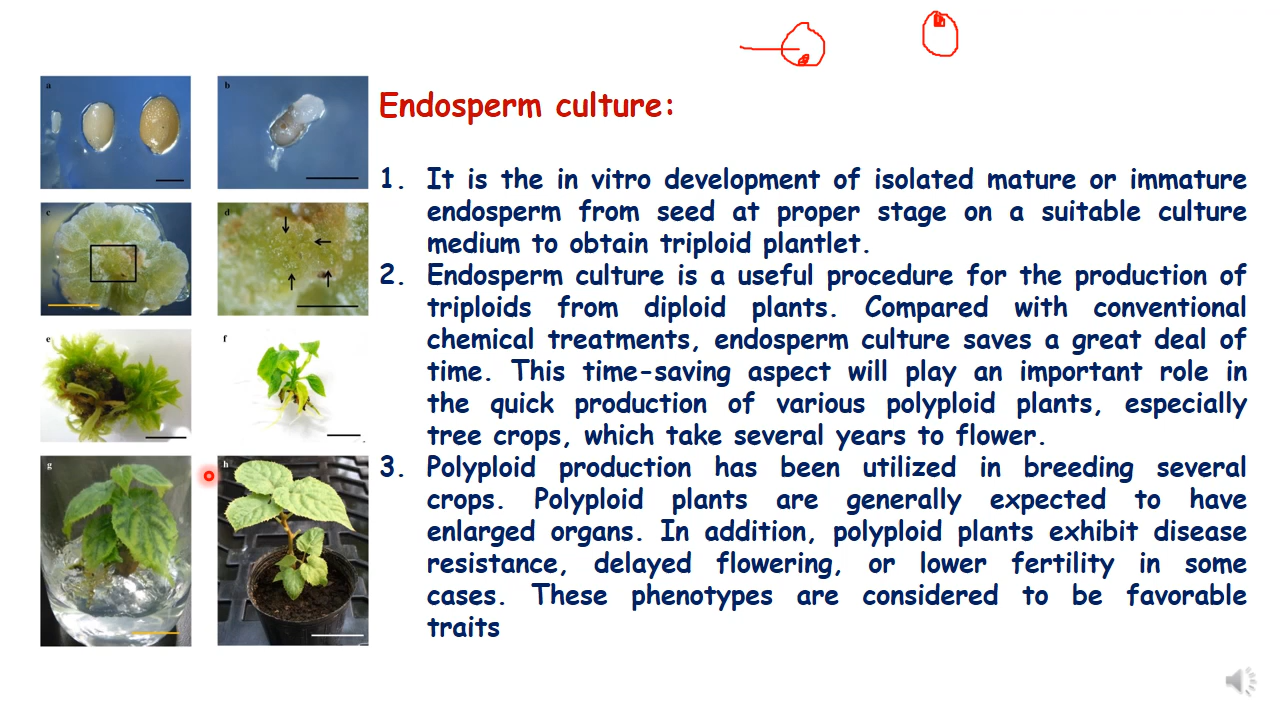 Endosperm culture:
1. It is the in vitro development of isolated mature or immature
endosperm from seed at proper stage on a suitable culture
medium to obtain triploid plantlet.
2. Endosperm culture is a useful procedure for the production of
triploids from diploid plants. Compared with conventional
chemical treatments, endosperm culture saves a great deal of
time. This time-saving aspect will play an important role in
the quick production of various polyploid plants, especially
tree crops, which take several years to flower.
3. Polyploid production has been utilized in breeding several
crops. Polyploid plants are generally expected to have
enlarged organs. In addition, polyploid plants exhibit disease
resistance, delayed flowering, or lower fertility in some
cases. These phenotypes are considered to be favorable
traits
a
b
c
d
e
f
g
h